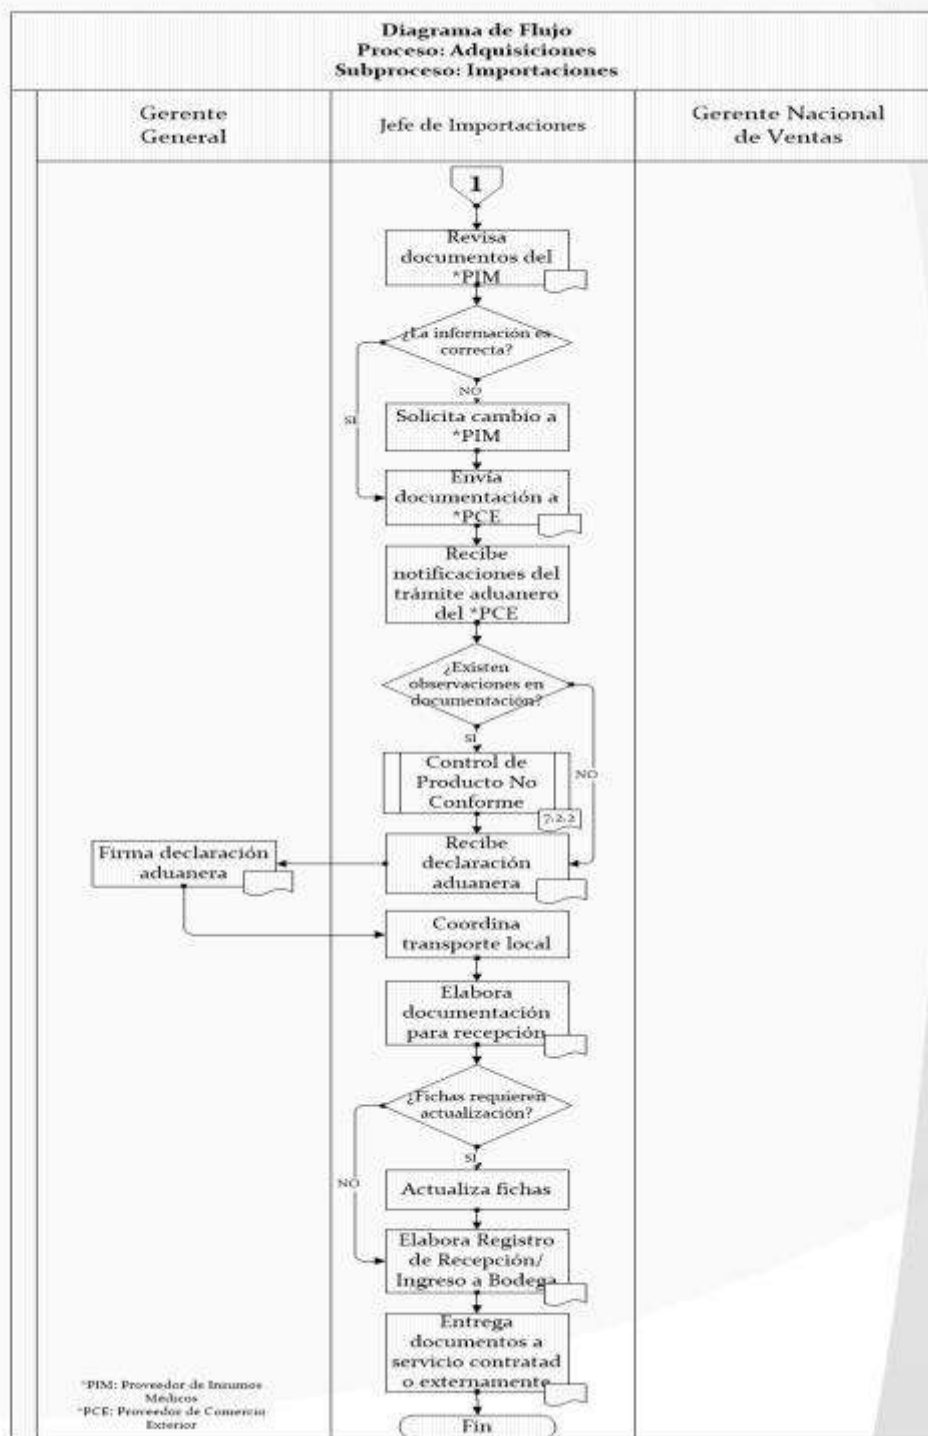 Diagrama de Flujo
Proceso: Adquisiciones
Subproceso: Importaciones
Gerente
General
Jefe de Importaciones
Gerente Nacional
de Ventas
1
Revisa
documentos del
*PIM
¿La información es
correcta?
SI
NO
Solicita cambio a
*PIM
Envía
documentación a
*PCE
Recibe
notificaciones del
trámite aduanero
del *PCE
¿Existen
observaciones en
documentación?
SI
NO
Control de
Producto No
Conforme
7.2.2
Firma declaración
aduanera
Recibe
declaración
aduanera
Coordina
transporte local
Elabora
documentación
para recepción
¿Fichas requieren
actualización?
SI
NO
Actualiza fichas
Elabora Registro
de Recepción/
Ingreso a Bodega
Entrega
documentos a
servicio contratad
o externamente
Fin
*PIM: Proveedor de Insumos
Médicos
*PCE: Proveedor de Comercio
Exterior